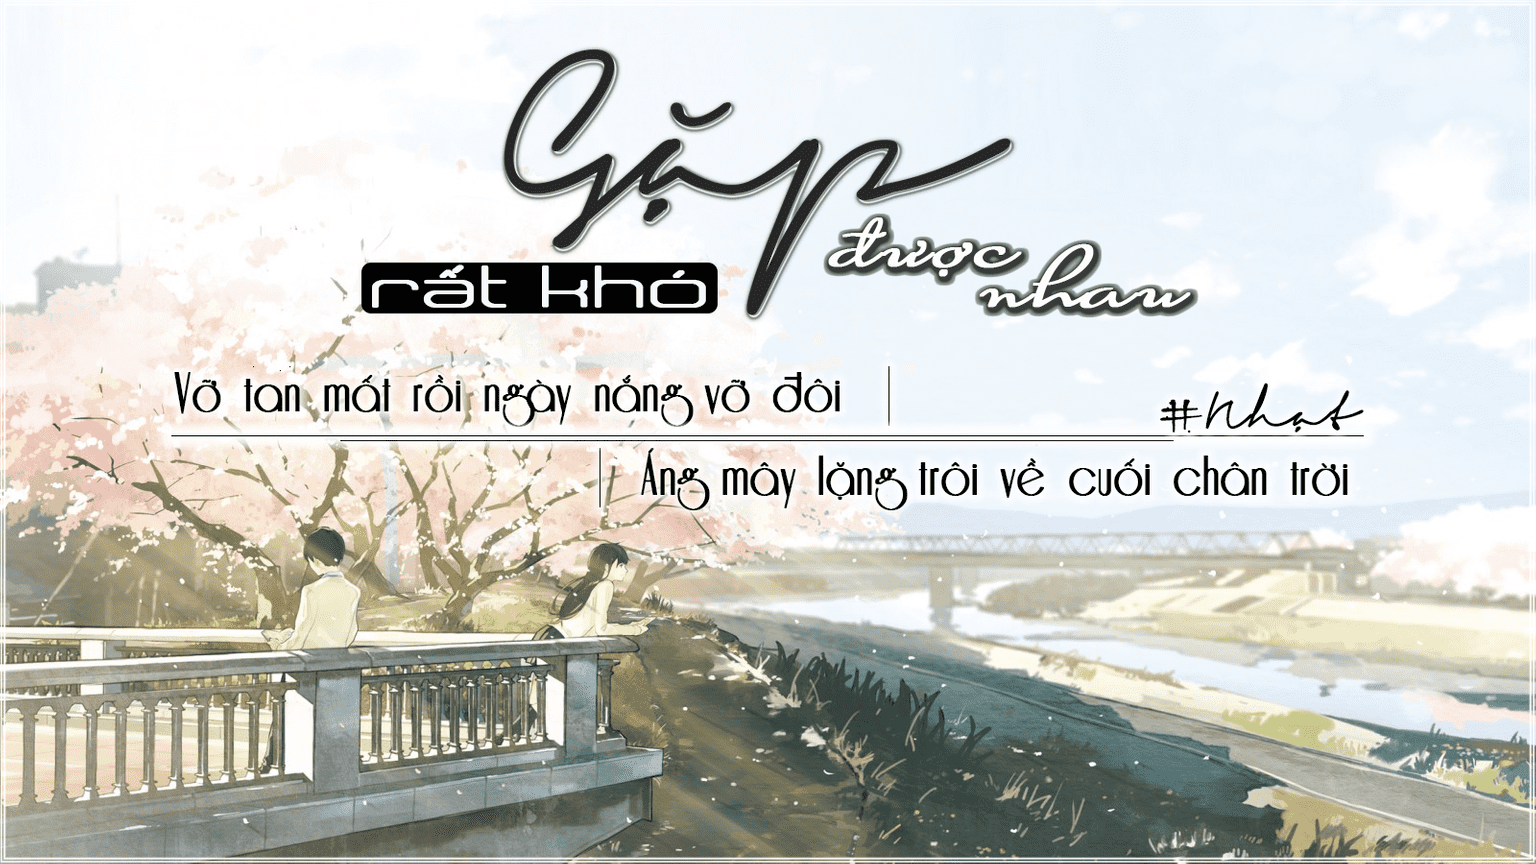 Gặp
rất khó
được
nhau
Vỡ tan mất rồi ngày nắng vỡ đôi
#Nhạt
Áng mây lặng trôi về cuối chân trời